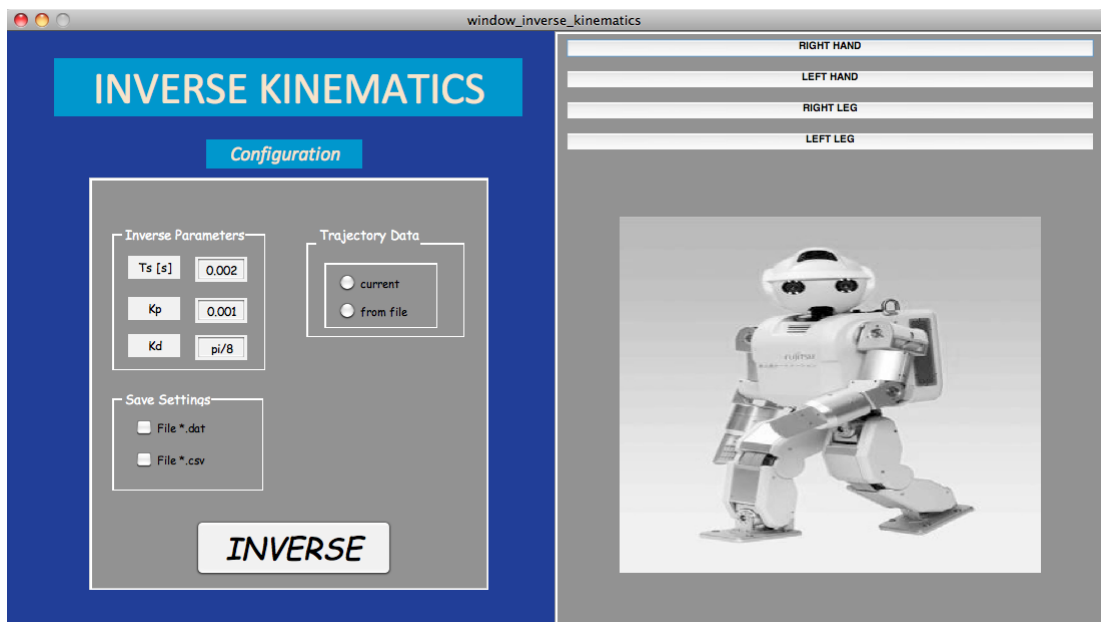 window_inverse_kinematics
INVERSE KINEMATICS
Configuration
Inverse Parameters
Ts [s]
0.002
Kp
0.001
Kd
pi/8
Trajectory Data
current
from file
Save Settings
File *.dat
File *.csv
INVERSE
RIGHT HAND
LEFT HAND
RIGHT LEG
LEFT LEG
FUJITSU